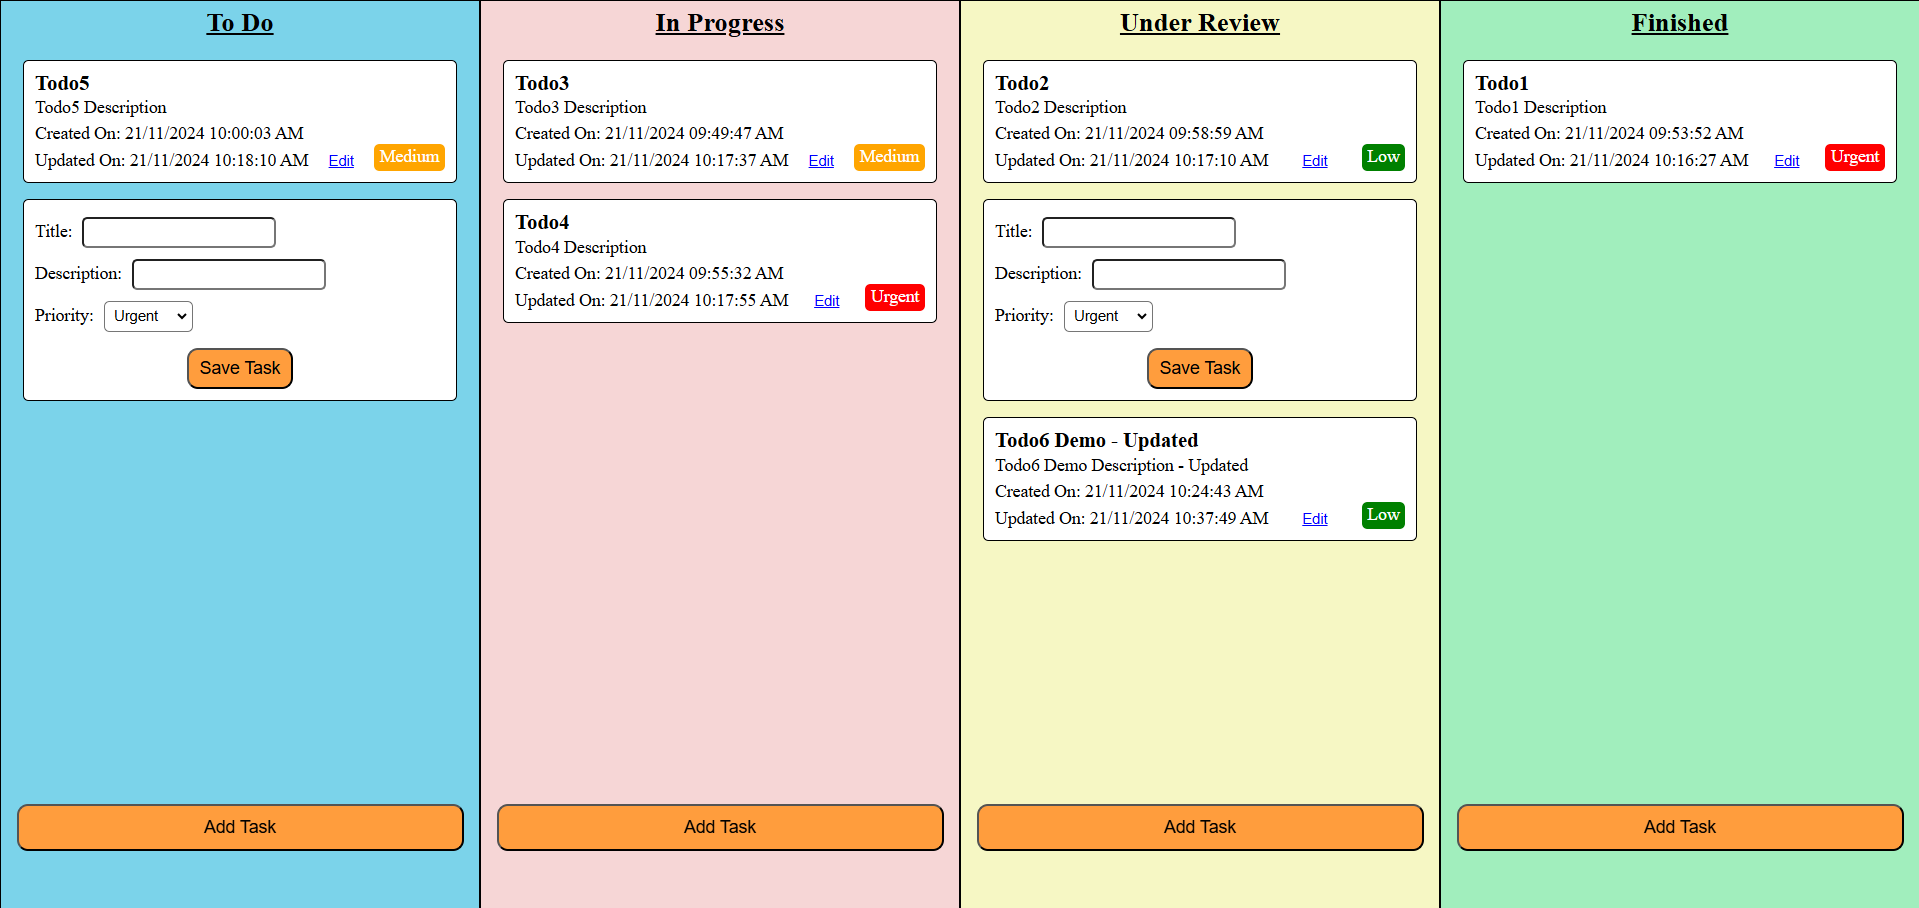 To Do
Todo5
Todo5 Description
Created On: 21/11/2024 10:00:03 AM
Updated On: 21/11/2024 10:18:10 AM Edit Medium
Title:
Description:
Priority: Urgent
Save Task
Add Task
In Progress
Todo3
Todo3 Description
Created On: 21/11/2024 09:49:47 AM
Updated On: 21/11/2024 10:17:37 AM Edit Medium
Todo4
Todo4 Description
Created On: 21/11/2024 09:55:32 AM
Updated On: 21/11/2024 10:17:55 AM Edit Urgent
Add Task
Under Review
Todo2
Todo2 Description
Created On: 21/11/2024 09:58:59 AM
Updated On: 21/11/2024 10:17:10 AM Edit Low
Title:
Description:
Priority: Urgent
Save Task
Todo6 Demo - Updated
Todo6 Demo Description - Updated
Created On: 21/11/2024 10:24:43 AM
Updated On: 21/11/2024 10:37:49 AM Edit Low
Add Task
Finished
Todo1
Todo1 Description
Created On: 21/11/2024 09:53:52 AM
Updated On: 21/11/2024 10:16:27 AM Edit Urgent
Add Task